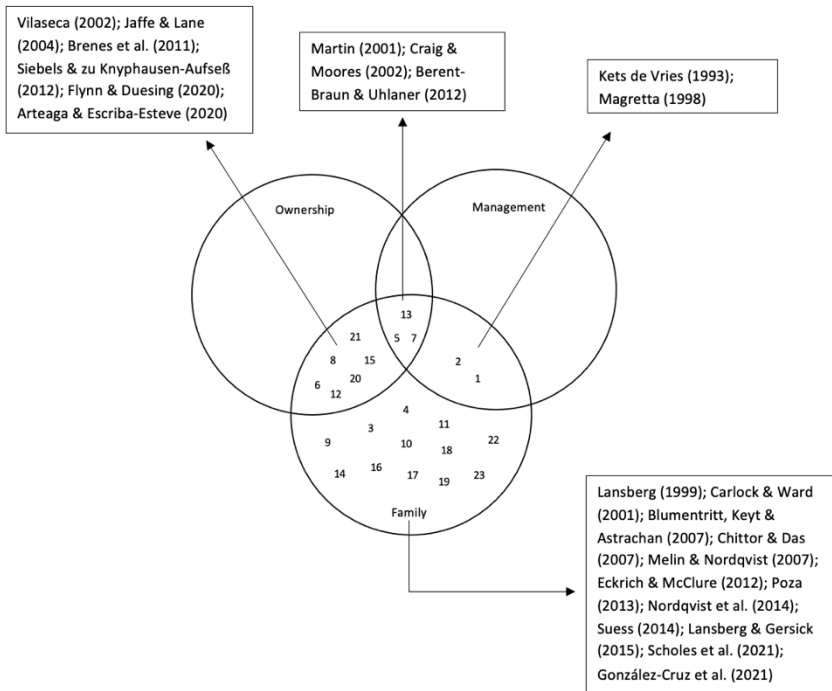 Vilaseca (2002); Jaffe & Lane
(2004); Brenes et al. (2011);
Siebels & zu Knyphausen-Aufseß
(2012); Flynn & Duesing (2020);
Arteaga & Escriba-Esteve (2020)
Martin (2001); Craig &
Moores (2002); Berent-
Braun & Uhlaner (2012)
Kets de Vries (1993);
Magretta (1998)
Ownership
Management
13
21
5 7
8
15
2
20
1
6
12
4
11
3
22
9
10
18
16
14
17
23
19
Family
Lansberg (1999); Carlock & Ward
(2001); Blumentritt, Keyt &
Astrachan (2007); Chittor & Das
(2007); Melin & Nordqvist (2007);
Eckrich & McClure (2012); Poza
(2013); Nordqvist et al. (2014);
Suess (2014); Lansberg & Gersick
(2015); Scholes et al. (2021);
González-Cruz et al. (2021)